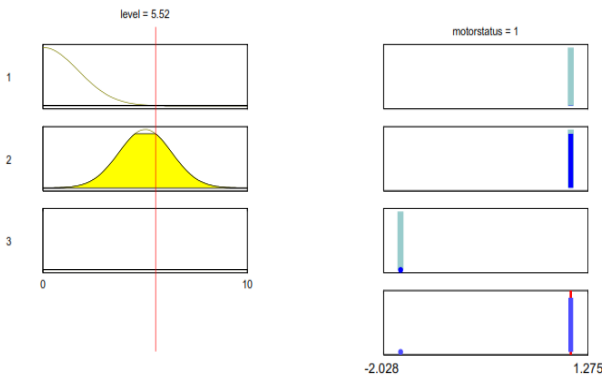 level = 5.52
motorstatus = 1
1
2
3
0 10
-2.028 1.275